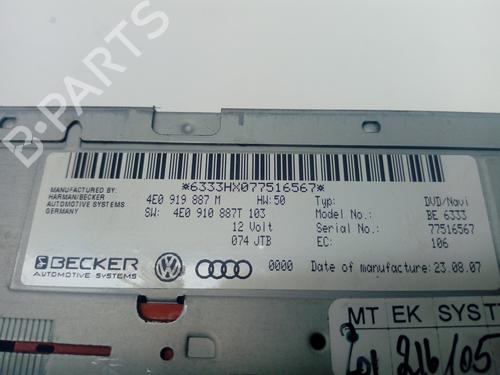 B-PARTS
*6333HX077516567*
MANUFACTURED BY:
HARMAN/BECKER
AUTOMOTIVE SYSTEMS
GERMANY
4E0 919 887 M HW:50
SW: 4E0 910 887T 103
12 Volt
074 JTB
Typ: DVD/Navi
Model No.: BE 6333
Serial No.: 77516567
EC: 106
BECKER
AUTOMOTIVE SYSTEMS
0000 Date of manufacture: 23.08.07
MT EK SYS
216105